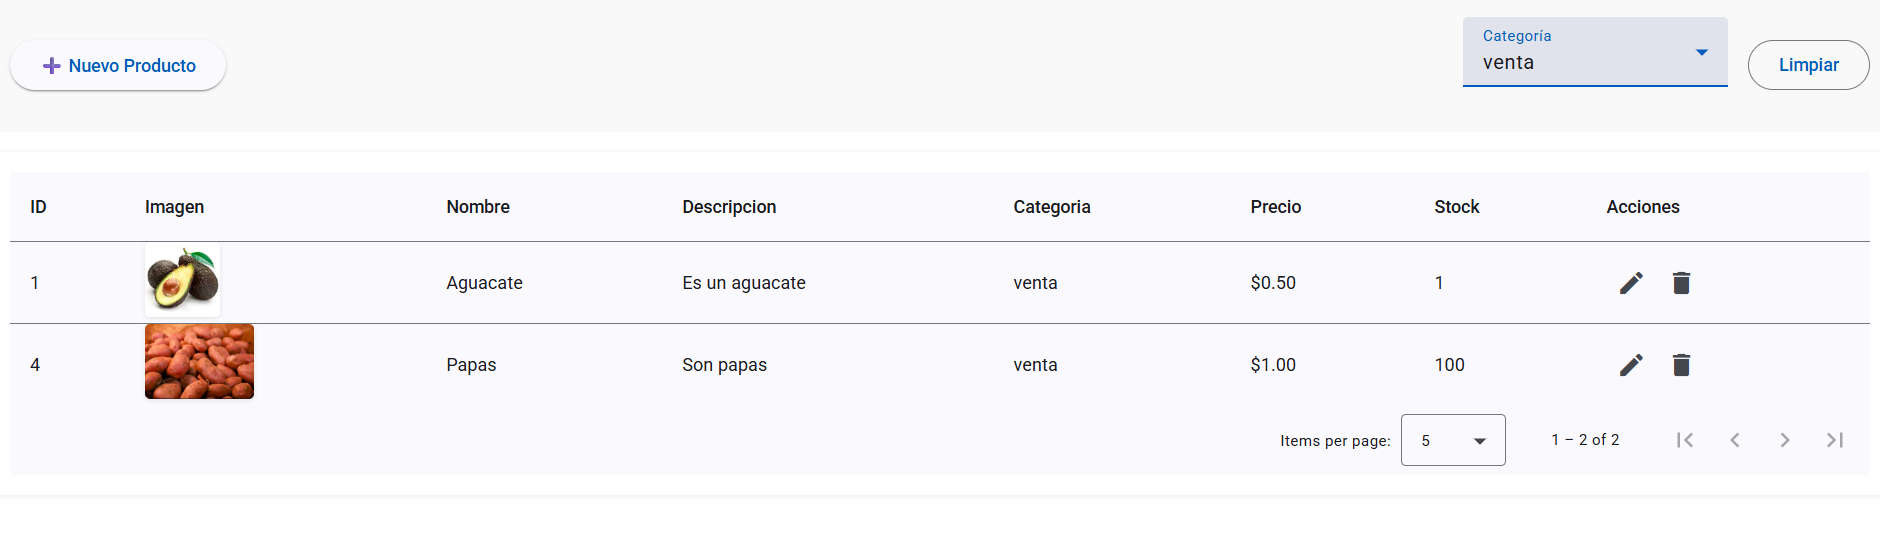 Nuevo Producto
Categoría
venta
Limpiar
ID Imagen Nombre Descripcion Categoria Precio Stock Acciones
1 Aguacate Es un aguacate venta $0.50 1
4 Papas Son papas venta $1.00 100
Items per page: 5 1 – 2 of 2